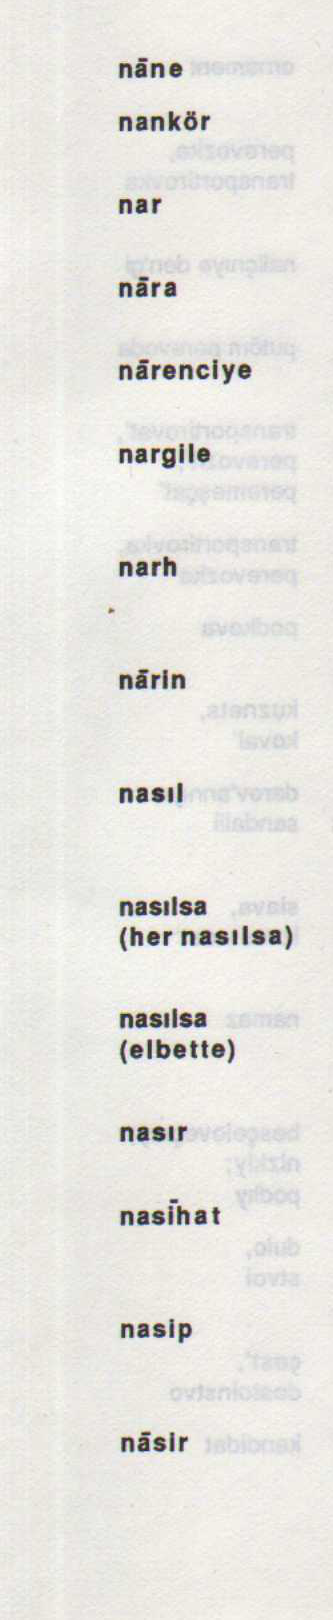 nāne
nankör
nar
nāra
nārenciye
nargile
narh
nārin
nasıl
nasılsa
(her nasılsa)
nasılsa
(elbette)
nasır
nasīhat
nasip
nāsir